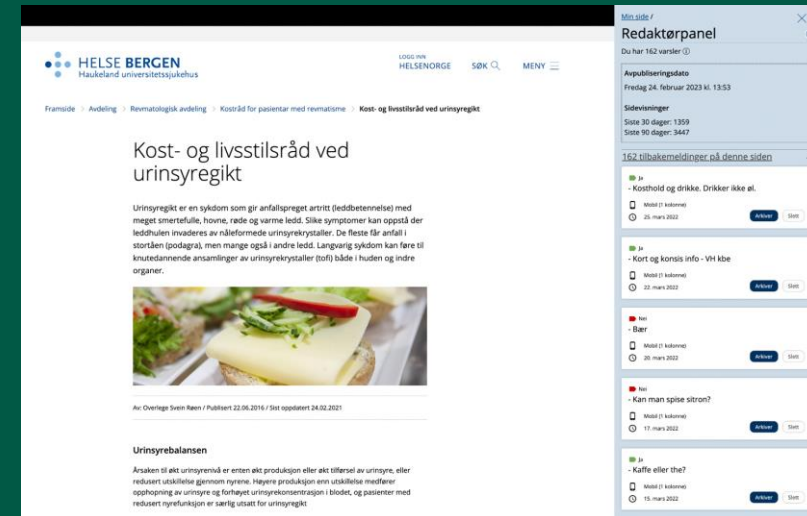 HELSE BERGEN
Haukeland universitetssjukehus
LOGG INN
HELSENORGE
SØK
MENY
Framside > Avdeling > Revmatologisk avdeling > Kostråd for pasientar med revmatisme > Kost- og livsstilsråd ved urinsyregikt
Kost- og livsstilsråd ved
urinsyregikt
Urinsyregikt er en sykdom som gir anfallspreget artritt (leddbetennelse) med
meget smertefulle, hovne, røde og varme ledd. Slike symptomer kan oppstå der
leddhulen invaderes av nåleformede urinsyrekrystaller. De fleste får anfall i
stortåen (podagra), men mange også i andre ledd. Langvarig sykdom kan føre til
knutedannende ansamlinger av urinsyrekrystaller (tofi) både i huden og indre
organer.
Av: Overlege Svein Røen / Publisert 22.06.2016 / Sist oppdatert 24.02.2021
Urinsyrebalansen
Årsaken til økt urinsyrenivå er enten økt produksjon eller økt tilførsel av urinsyre, eller
redusert utskillelse gjennom nyrene. Høyere produksjon enn utskillelse medfører
opphopning av urinsyre og forhøyet urinsyrekonsentrasjon i blodet, og pasienter med
redusert nyrefunksjon er særlig utsatt for urinsyregikt
Min side /
Redaktørpanel
Du har 162 varsler
Avpubliseringsdato
Fredag 24. februar 2023 kl. 13:53
Sidevisninger
Siste 30 dager: 1359
Siste 90 dager: 3447
162 tilbakemeldinger på denne siden
Ja
- Kosthold og drikke. Drikker ikke øl.
Mobil (1 kolonne)
25. mars 2022
Arkiver
Slett
Ja
- Kort og konsis info - VH kbe
Mobil (1 kolonne)
22. mars 2022
Arkiver
Slett
Nei
- Bær
Mobil (1 kolonne)
20. mars 2022
Arkiver
Slett
Nei
- Kan man spise sitron?
Mobil (1 kolonne)
17. mars 2022
Arkiver
Slett
Ja
- Kaffe eller the?
Mobil (1 kolonne)
15. mars 2022
Arkiver
Slett